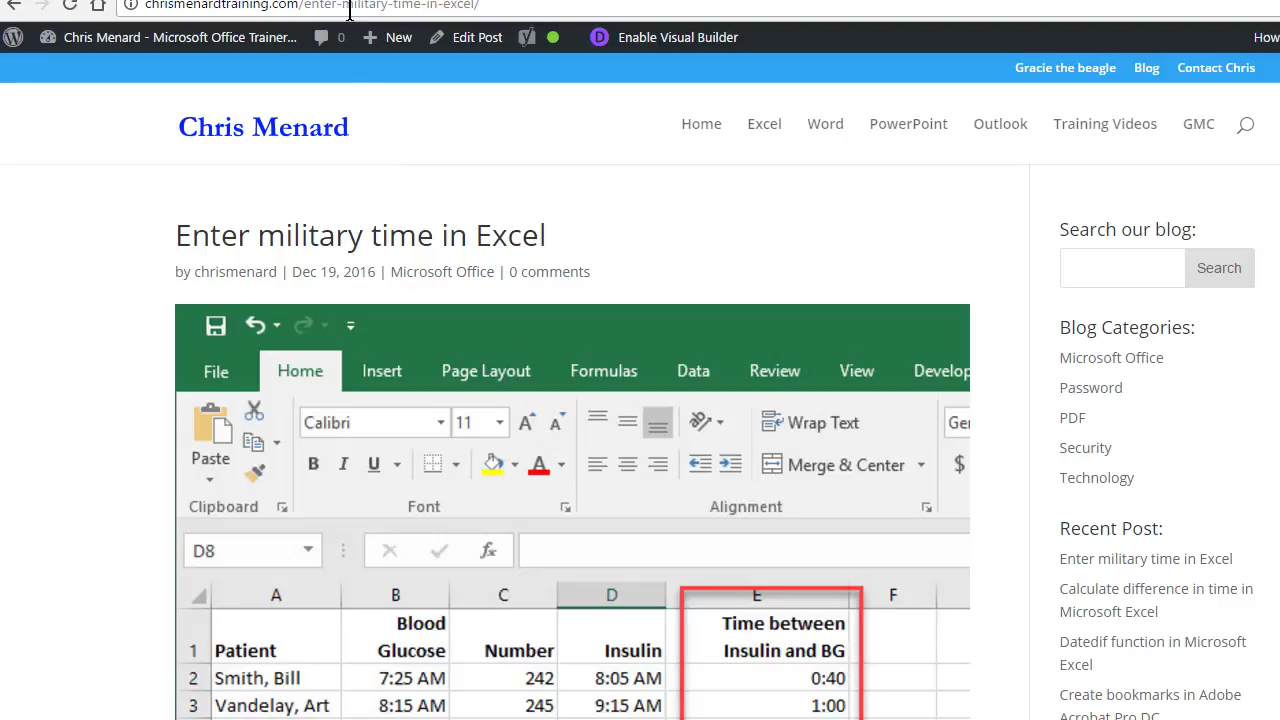 chrismenardtraining.com/enter-military-time-in-excel/
Chris Menard - Microsoft Office Trainer... 0 New Edit Post Enable Visual Builder How
Gracie the beagle Blog Contact Chris
Chris Menard
Home Excel Word PowerPoint Outlook Training Videos GMC
Enter military time in Excel
by chrismenard | Dec 19, 2016 | Microsoft Office | 0 comments
File Home Insert Page Layout Formulas Data Review View Develop
Calibri 11 Wrap Text Ger
Paste B I U A Merge & Center $
Clipboard Font Alignment
D8 fx
A B C D E F
1 Patient Blood Glucose Number Insulin Time between Insulin and BG
2 Smith, Bill 7:25 AM 242 8:05 AM 0:40
3 Vandelay, Art 8:15 AM 245 9:15 AM 1:00
Search our blog:
Search
Blog Categories:
Microsoft Office
Password
PDF
Security
Technology
Recent Post:
Enter military time in Excel
Calculate difference in time in
Microsoft Excel
Datedif function in Microsoft
Excel
Create bookmarks in Adobe
Acrobat Pro DC